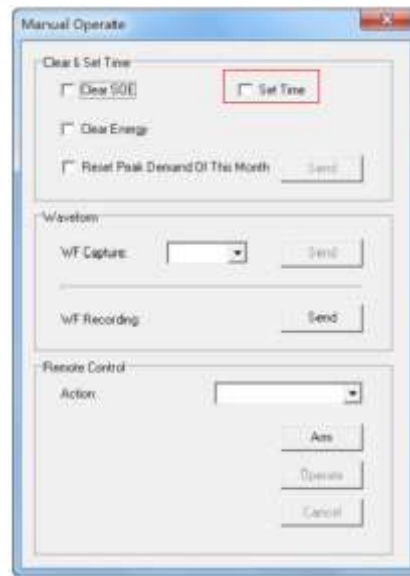 Manual Operate
Clear & Set Time
Clear SOE
Set Time
Clear Energy
Reset Peak Demand Of This Month
Send
Waveform
WF Capture:
Send
WF Recording:
Send
Remote Control
Action:
Arm
Operate
Cancel